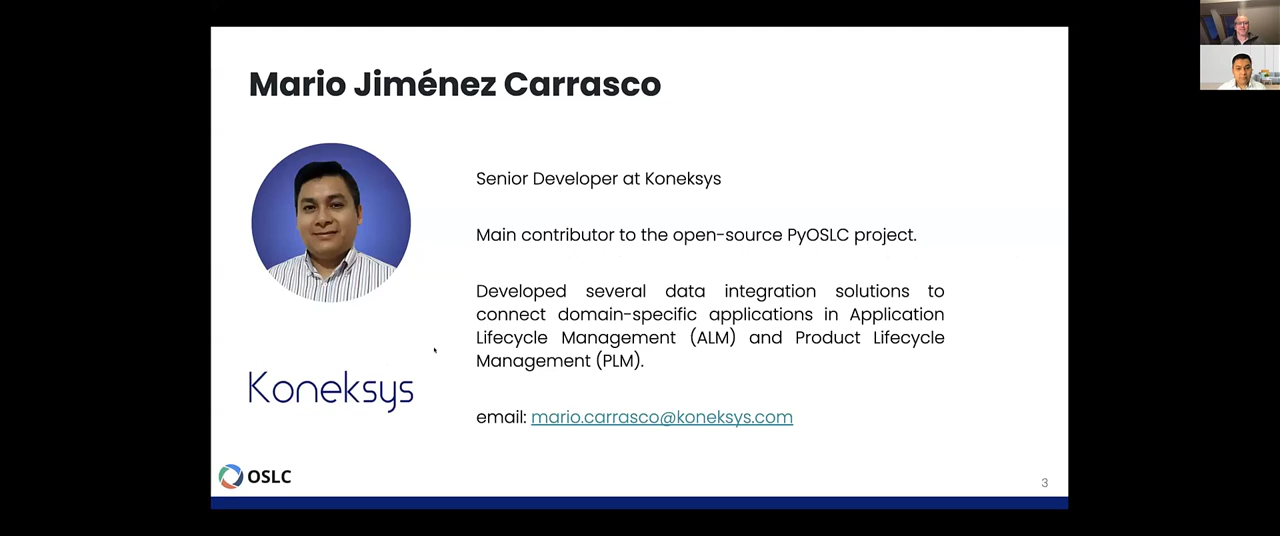 Mario Jiménez Carrasco
Senior Developer at Koneksys
Main contributor to the open-source PyOSLC project.
Developed several data integration solutions to
connect domain-specific applications in Application
Lifecycle Management (ALM) and Product Lifecycle
Management (PLM).
Koneksys
email: mario.carrasco@koneksys.com
OSLC
3